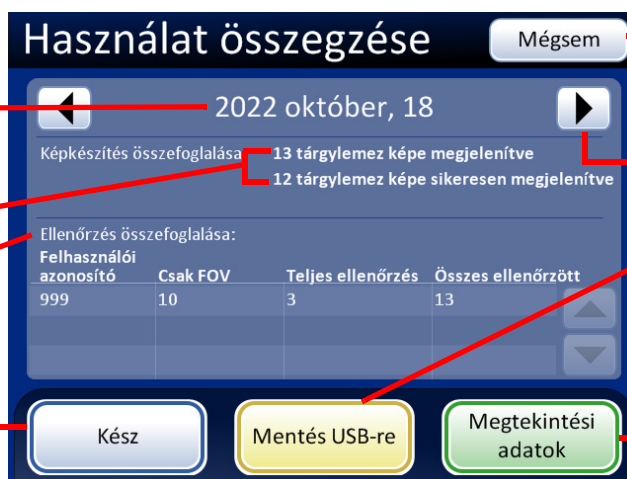 Használat összegzése
Mégsem
2022 október, 18
Képkészítés összefoglalása
13 tárgylemez képe megjelenítve
12 tárgylemez képe sikeresen megjelenítve
Ellenőrzés összefoglalása:
Felhasználói
azonosító Csak FOV Teljes ellenőrzés Összes ellenőrzött
999 10 3 13
Kész
Mentés USB-re
Megtekintési
adatok